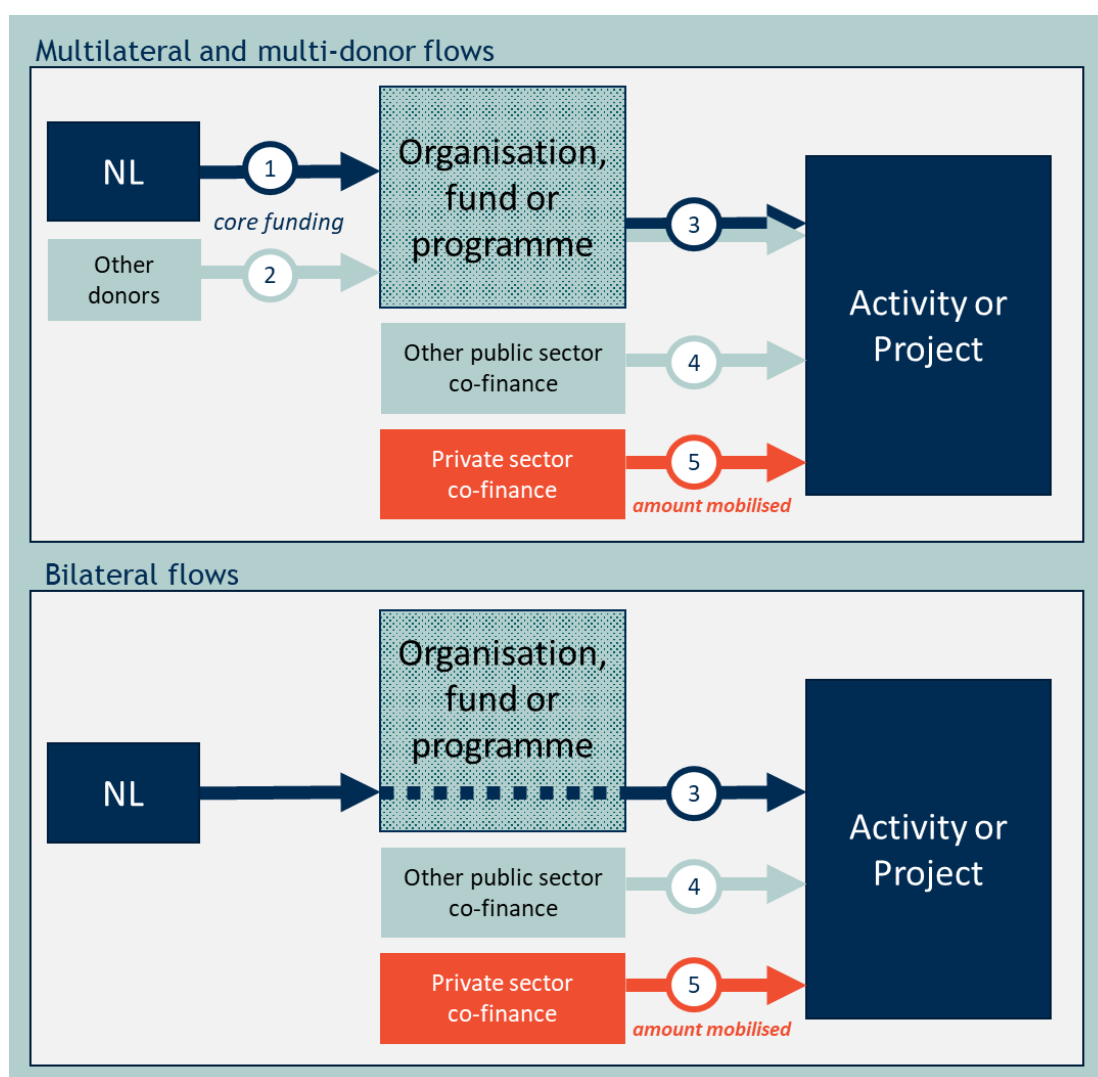 Multilateral and multi-donor flows
NL
1
core funding
Other
donors
2
Organisation,
fund or
programme
3
Other public sector
co-finance
4
Private sector
co-finance
5
amount mobilised
Activity or
Project
Bilateral flows
NL
Organisation,
fund or
programme
3
Other public sector
co-finance
4
Private sector
co-finance
5
amount mobilised
Activity or
Project